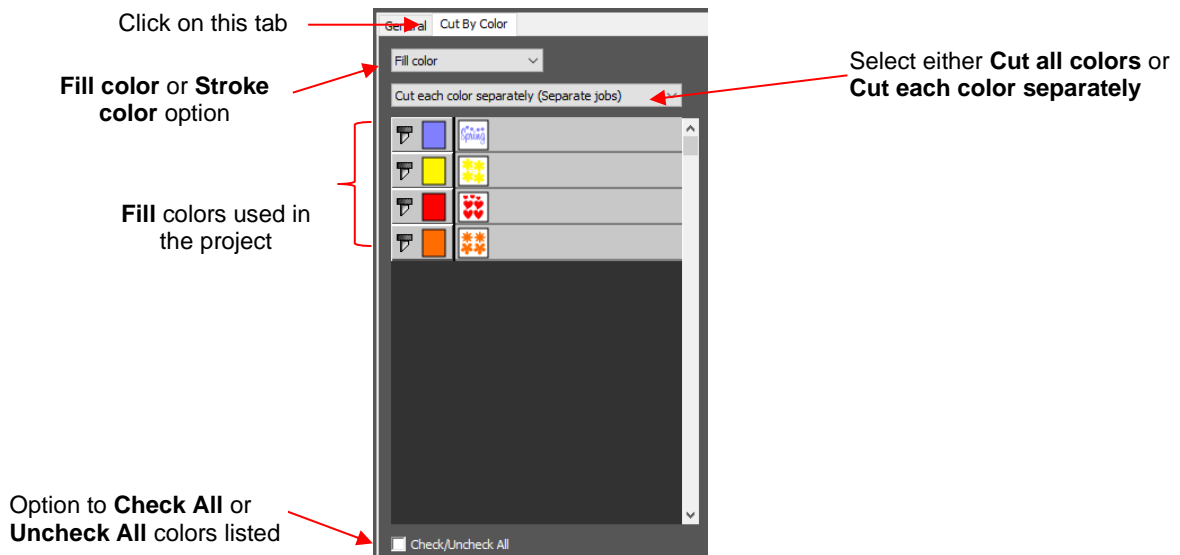 Click on this tab
General Cut By Color
Fill color
Select either Cut all colors or
Cut each color separately
Fill color or Stroke
color option
Cut each color separately (Separate jobs)
Spring
Fill colors used in
the project
Option to Check All or
Uncheck All colors listed
Check/Uncheck All